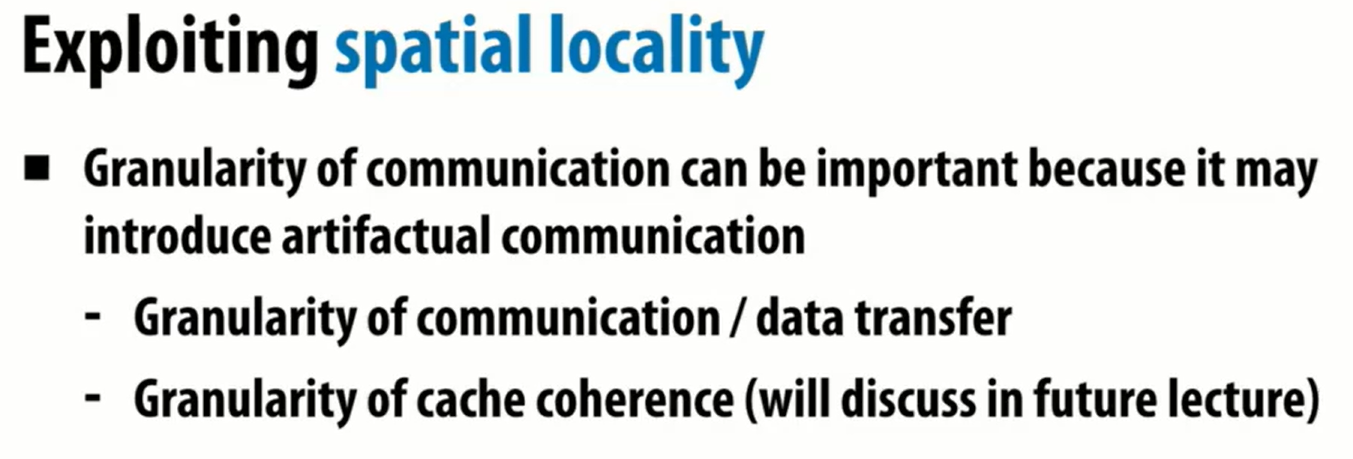 Exploiting spatial locality
■ Granularity of communication can be important because it may
introduce artifactual communication
- Granularity of communication / data transfer
- Granularity of cache coherence (will discuss in future lecture)